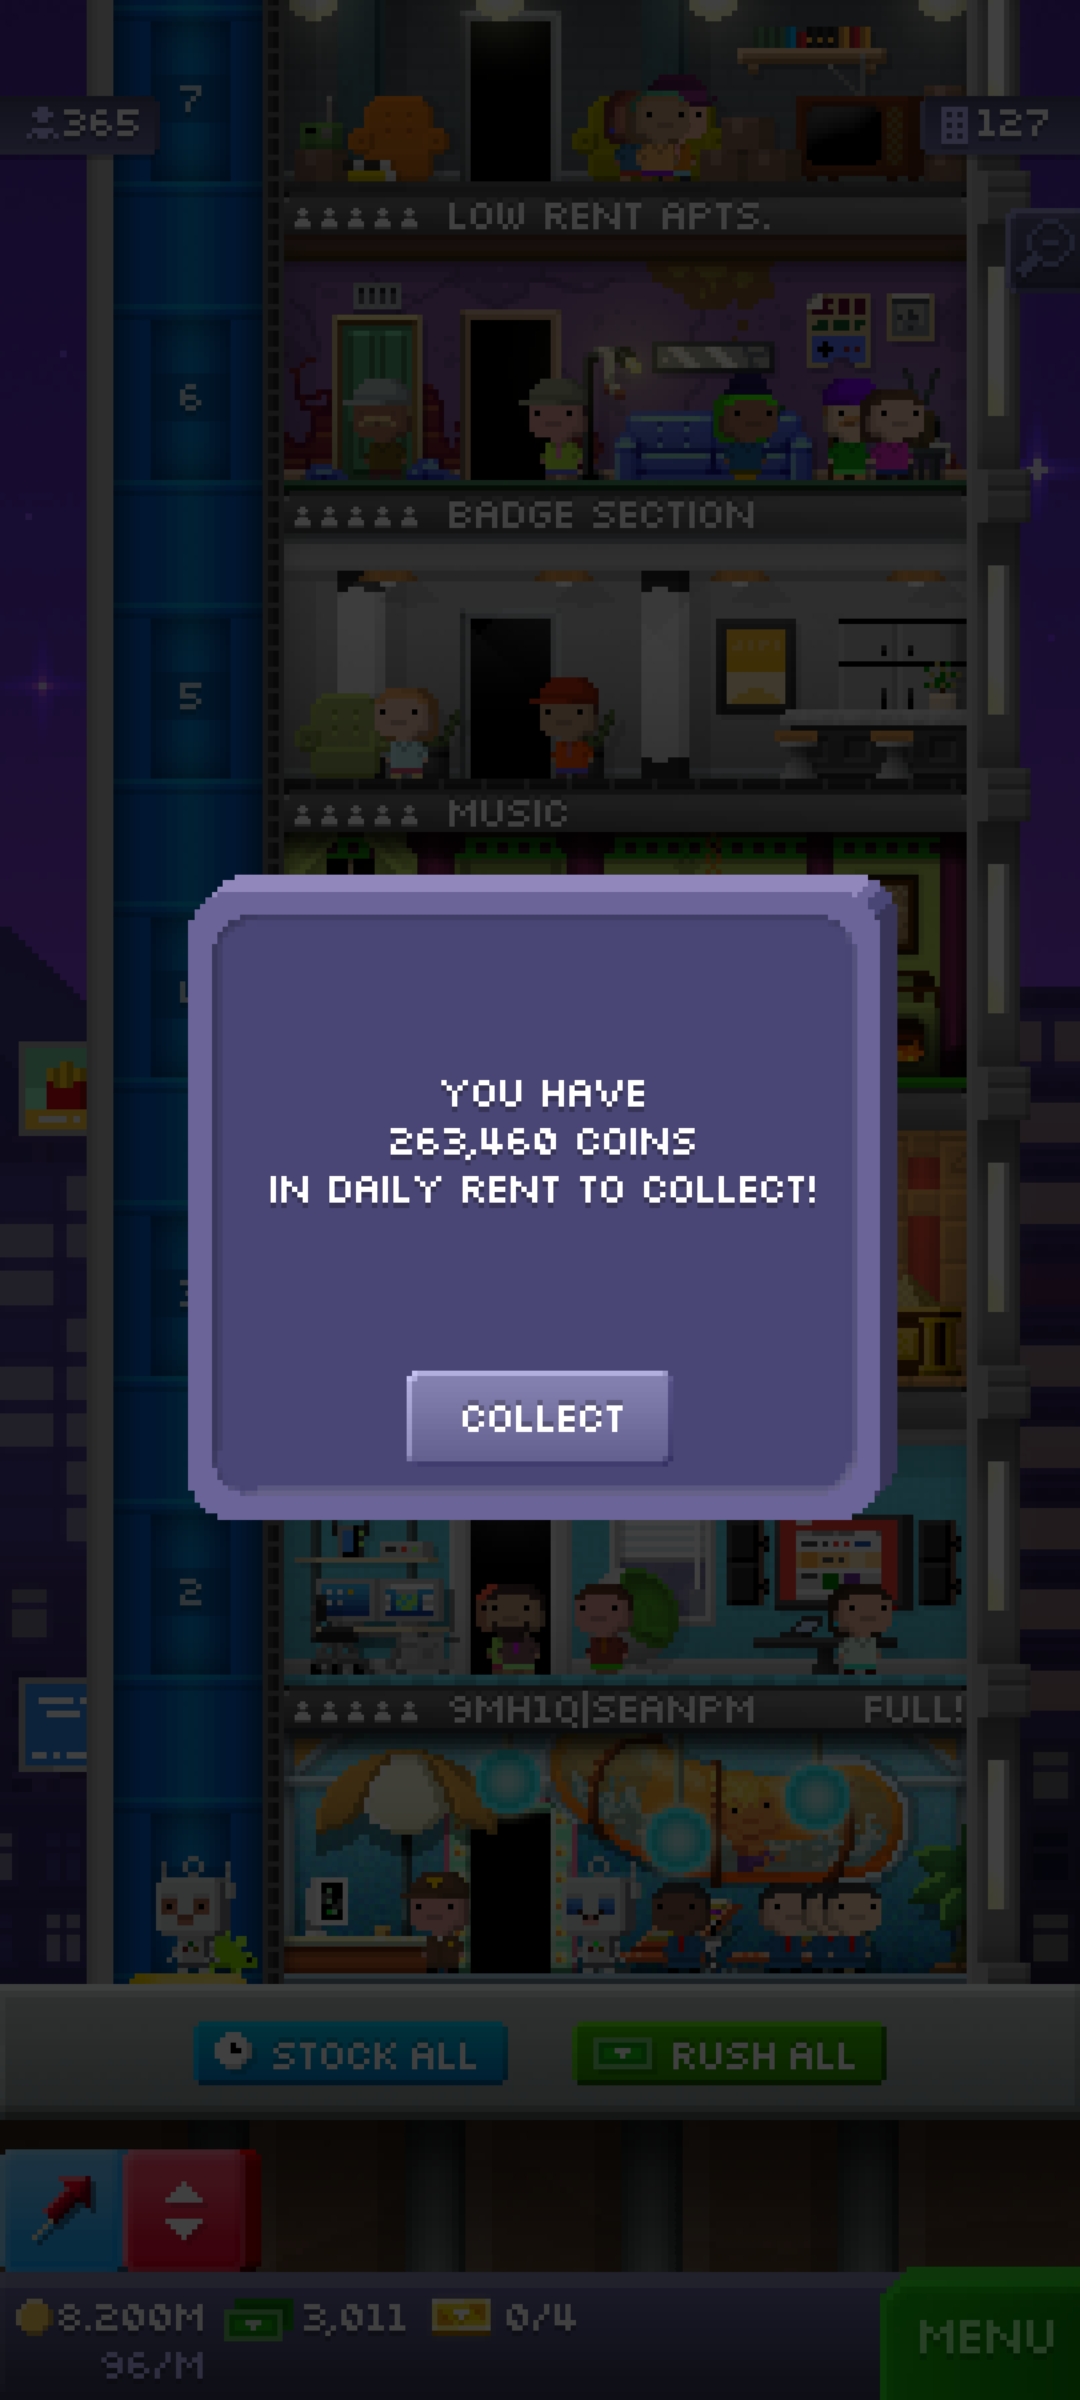 7
365
127
LOW RENT APTS.
6
BADGE SECTION
5
MUSIC
YOU HAVE
263,460 COINS
IN DAILY RENT TO COLLECT!
COLLECT
2
9MH1Q|SEANPM FULL!
STOCK ALL
RUSH ALL
8.200M 3,011 0/4
96/M
MENU